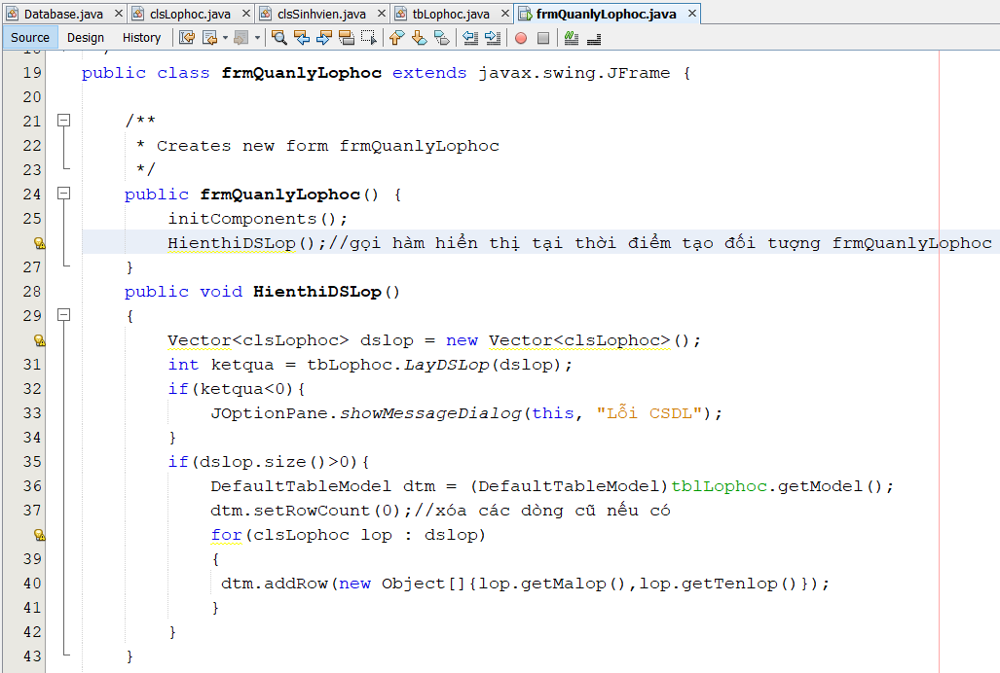 Database.java clsLophoc.java clsSinhvien.java tbLophoc.java frmQuanlyLophoc.java
Source Design History
19 public class frmQuanlyLophoc extends javax.swing.JFrame {
20
21 /**
22 * Creates new form frmQuanlyLophoc
23 */
24 public frmQuanlyLophoc() {
25 initComponents();
HienthiDSLop();//gọi hàm hiển thị tại thời điểm tạo đối tượng frmQuanlyLophoc
27 }
28 public void HienthiDSLop()
29 {
Vector<clsLophoc> dslop = new Vector<clsLophoc>();
31 int ketqua = tbLophoc.LayDSLop(dslop);
32 if(ketqua<0){
33 JOptionPane.showMessageDialog(this, "Lỗi CSDL");
34 }
35 if(dslop.size()>0){
36 DefaultTableModel dtm = (DefaultTableModel)tblLophoc.getModel();
37 dtm.setRowCount(0);//xóa các dòng cũ nếu có
for(clsLophoc lop : dslop)
39 {
40 dtm.addRow(new Object[]{lop.getMalop(),lop.getTenlop()});
41 }
42 }
43 }